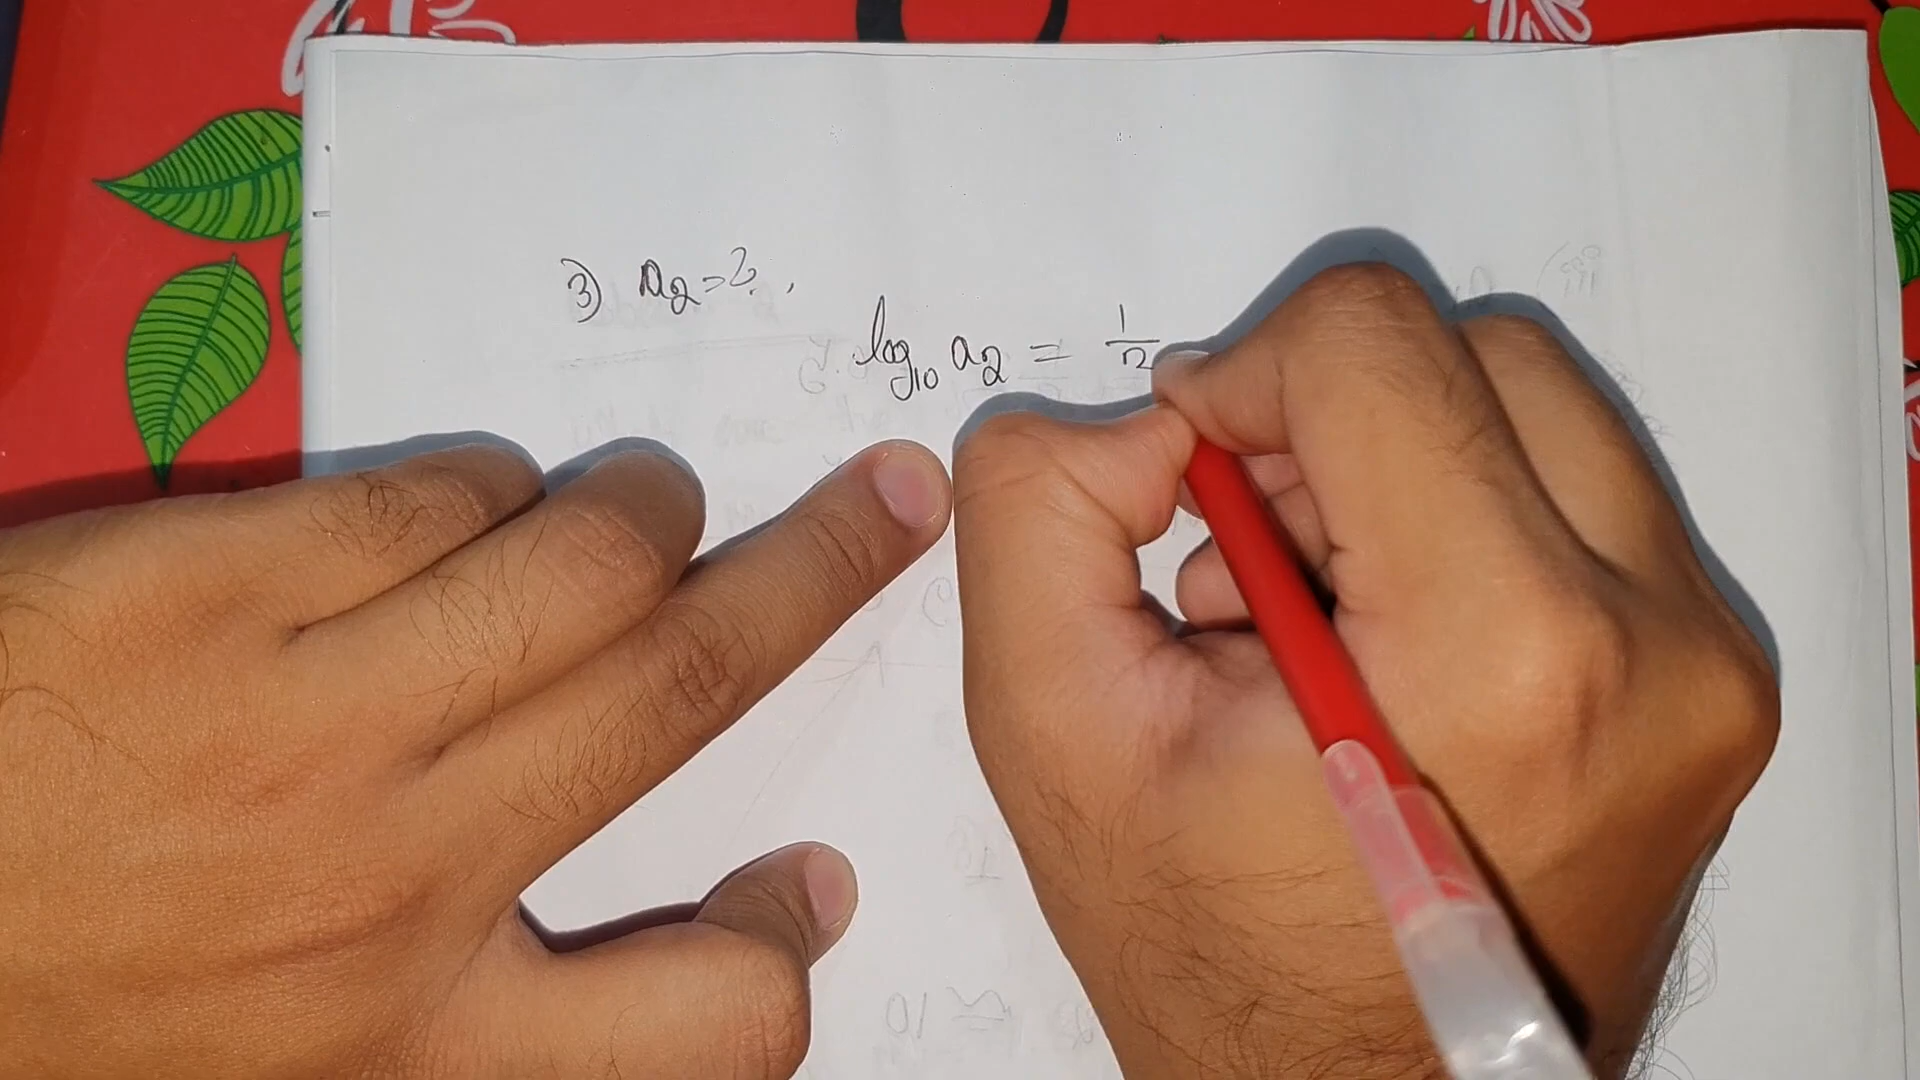 3) a₂ = ?.
log₁₀ a₂ = 1/2